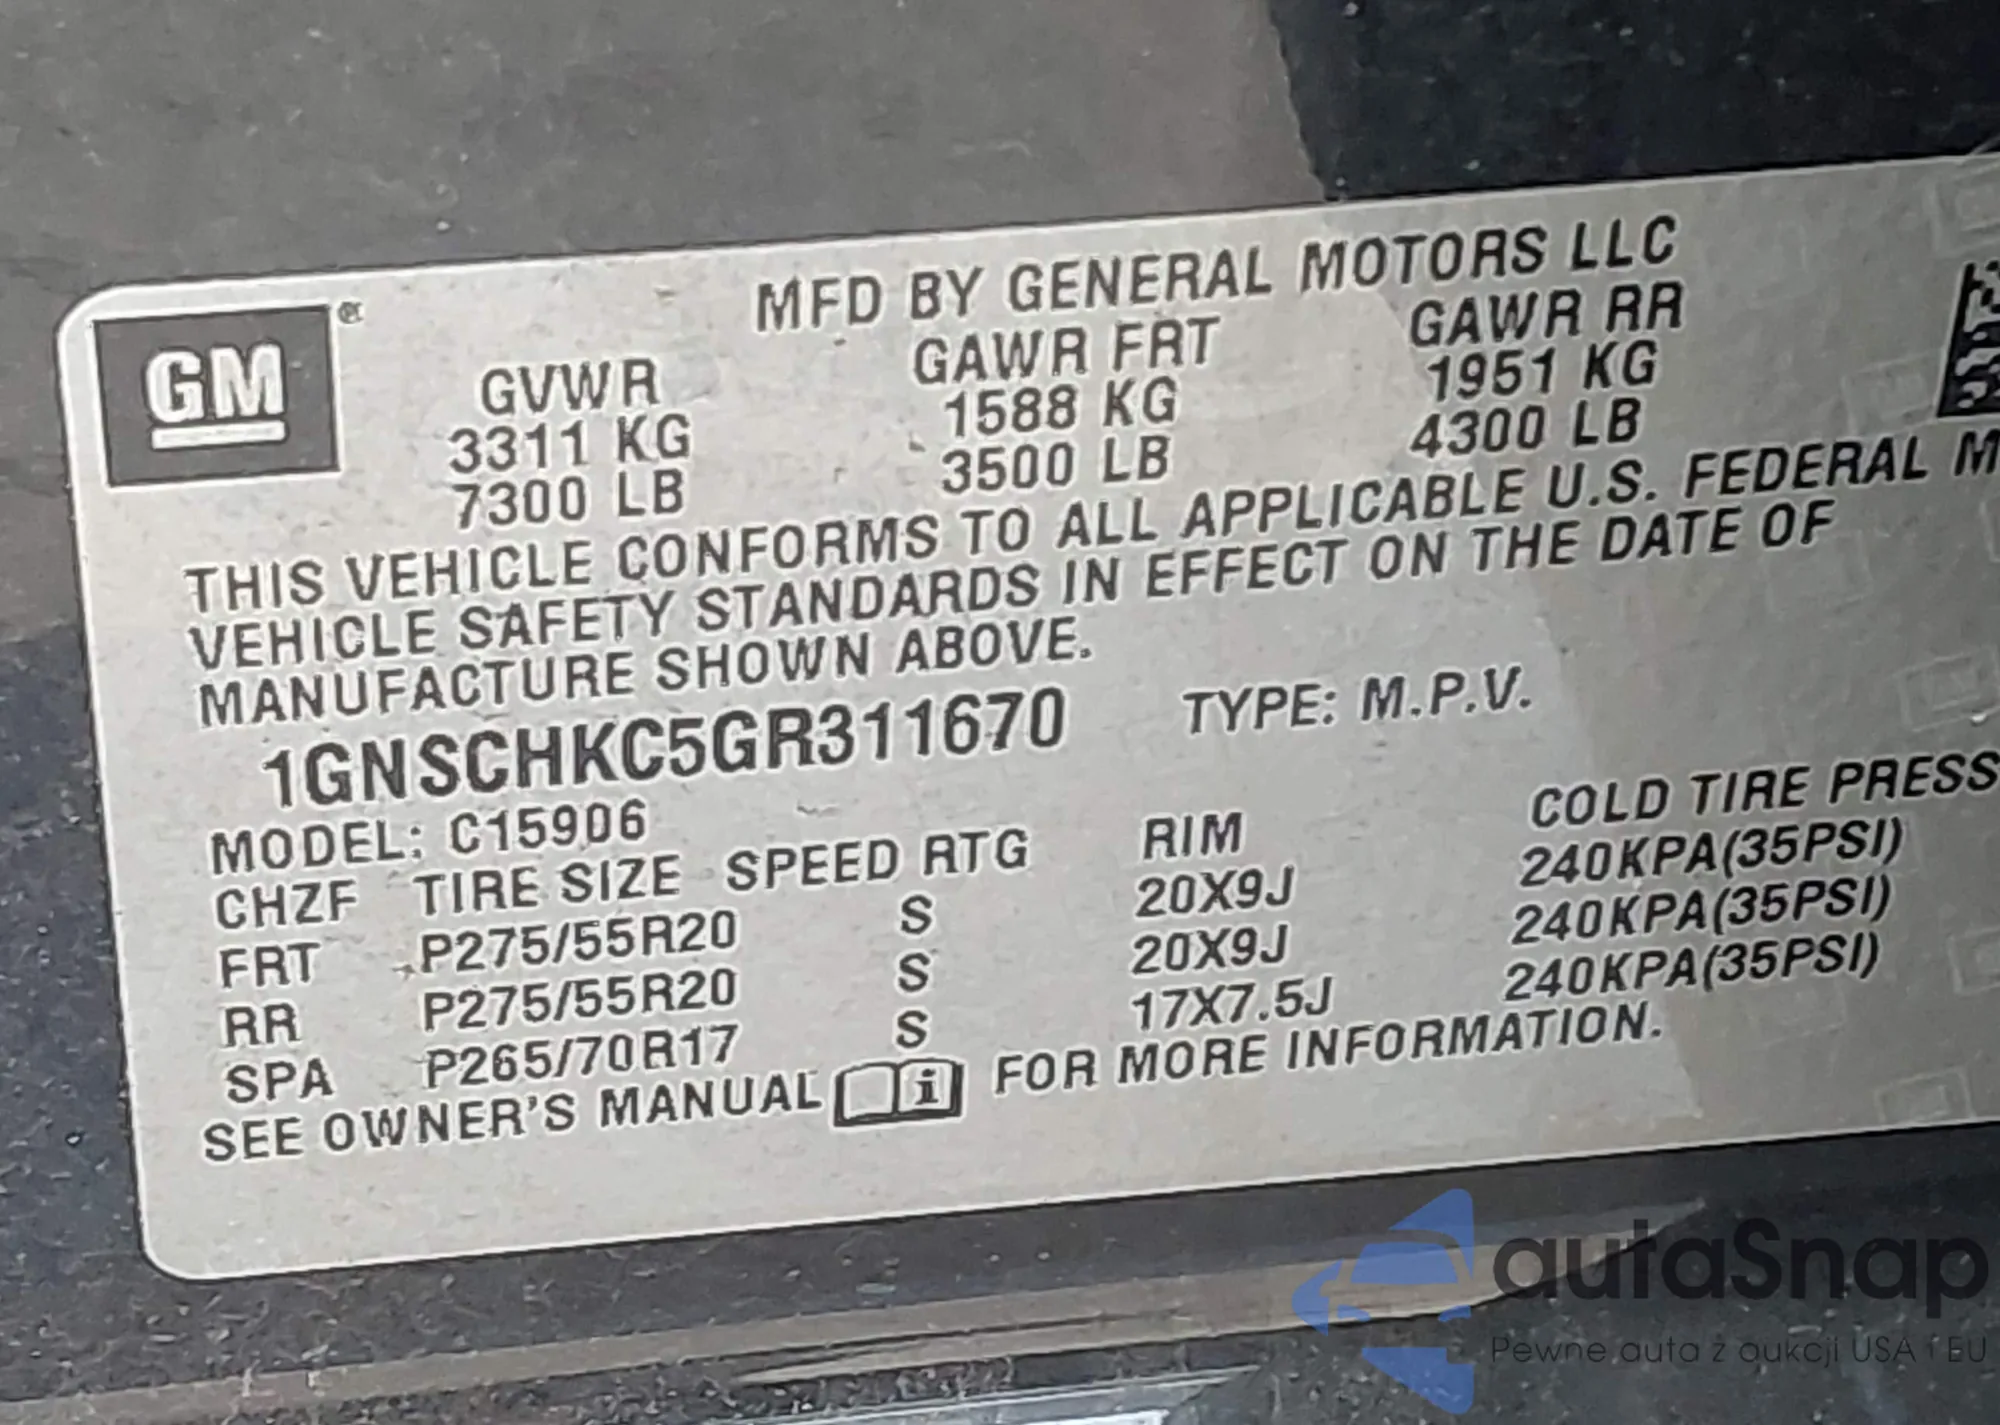 MFD BY GENERAL MOTORS LLC
GM ®
GVWR GAWR FRT GAWR RR
3311 KG 1588 KG 1951 KG
7300 LB 3500 LB 4300 LB
THIS VEHICLE CONFORMS TO ALL APPLICABLE U.S. FEDERAL M
VEHICLE SAFETY STANDARDS IN EFFECT ON THE DATE OF
MANUFACTURE SHOWN ABOVE.
1GNSCHKC5GR311670 TYPE: M.P.V.
MODEL: C15906
CHZF TIRE SIZE SPEED RTG RIM COLD TIRE PRESS
FRT P275/55R20 S 20X9J 240KPA(35PSI)
RR P275/55R20 S 20X9J 240KPA(35PSI)
SPA P265/70R17 S 17X7.5J 240KPA(35PSI)
SEE OWNER'S MANUAL i FOR MORE INFORMATION.
autaSnap
Pewne auta z aukcji USA i EU